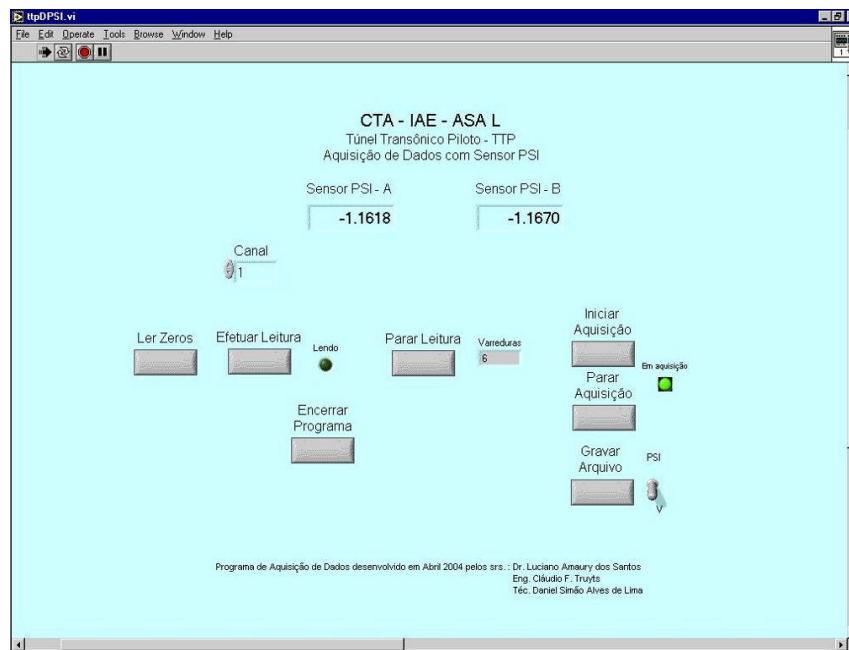 ttpDPSI.vi
File Edit Operate Tools Browse Window Help
CTA - IAE - ASA L
Túnel Transônico Piloto - TTP
Aquisição de Dados com Sensor PSI
Sensor PSI - A
Sensor PSI - B
-1.1618
-1.1670
Canal
1
Ler Zeros
Efetuar Leitura
Lendo
Parar Leitura
Varreduras
6
Iniciar
Aquisição
Em aquisição
Parar
Aquisição
Encerrar
Programa
Gravar
Arquivo
PSI
V
Programa de Aquisição de Dados desenvolvido em Abril 2004 pelos srs. : Dr. Luciano Amaury dos Santos
Eng. Cláudio F. Truyts
Téc. Daniel Simão Alves de Lima